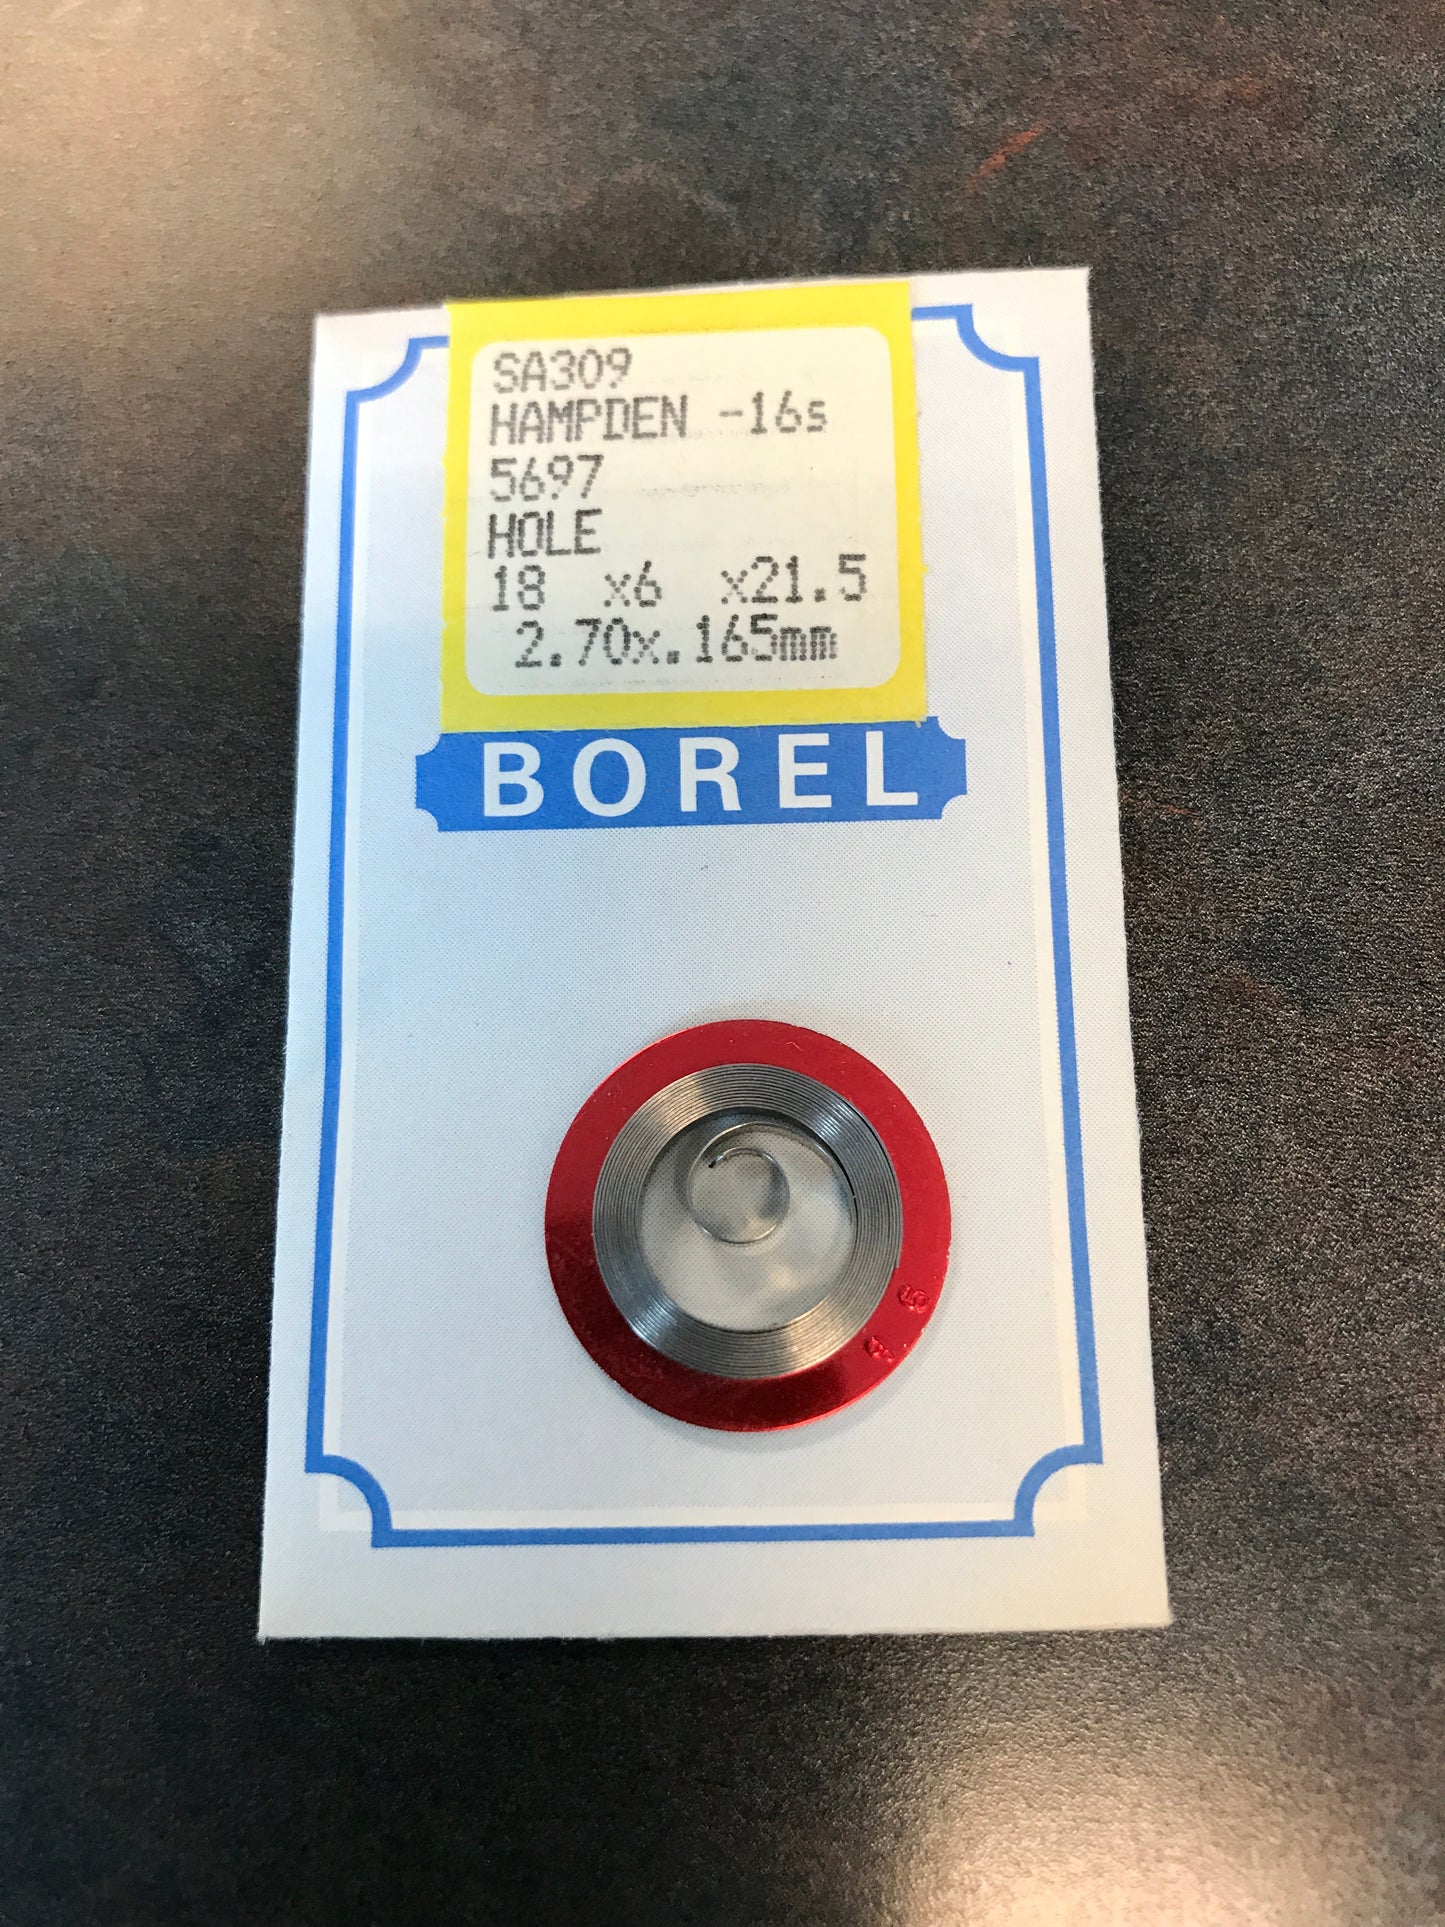 SA309
HAMPDEN -16s
5697
HOLE
18 x6 x21.5
2.70x.165mm
BOREL